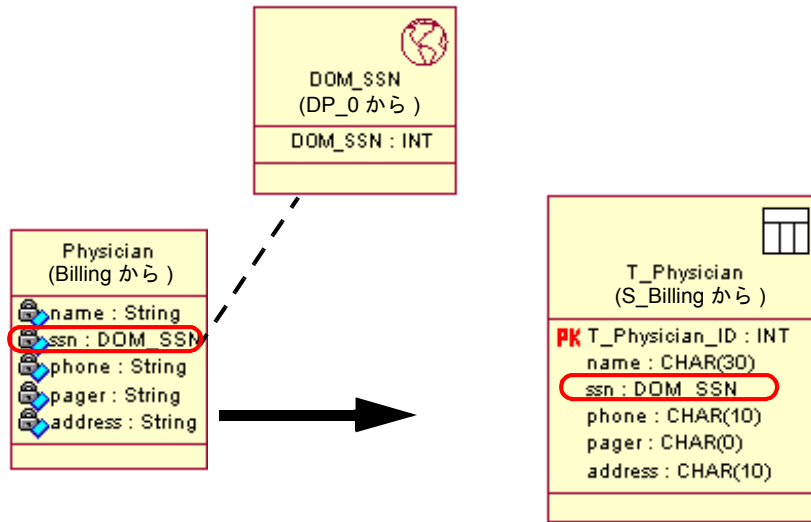 DOM_SSN
(DP_0 から )
DOM_SSN : INT
Physician
(Billing から )
name : String
ssn : DOM_SSN
phone : String
pager : String
address : String
T_Physician
(S_Billing から )
PK T_Physician_ID : INT
name : CHAR(30)
ssn : DOM_SSN
phone : CHAR(10)
pager : CHAR(0)
address : CHAR(10)